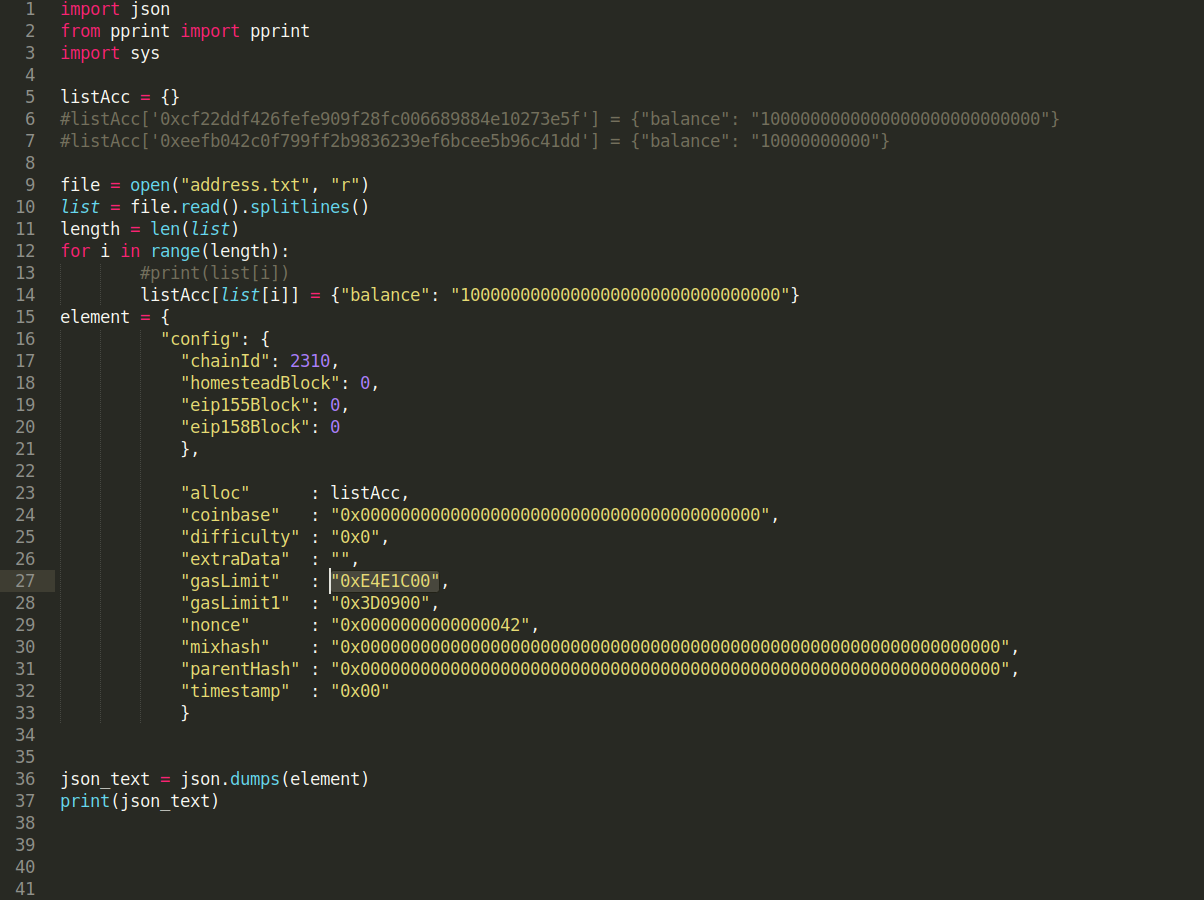 1 import json
2 from pprint import pprint
3 import sys
4
5 listAcc = {}
6 #listAcc['0xcf22ddf426fefe909f28fc006689884e10273e5f'] = {"balance": "1000000000000000000000000000"}
7 #listAcc['0xeefb042c0f799ff2b9836239ef6bcee5b96c41dd'] = {"balance": "10000000000"}
8
9 file = open("address.txt", "r")
10 list = file.read().splitlines()
11 length = len(list)
12 for i in range(length):
13 #print(list[i])
14 listAcc[list[i]] = {"balance": "10000000000000000000000000000000"}
15 element = {
16 "config": {
17 "chainId": 2310,
18 "homesteadBlock": 0,
19 "eip155Block": 0,
20 "eip158Block": 0
21 },
22
23 "alloc"      : listAcc,
24 "coinbase"   : "0x0000000000000000000000000000000000000000",
25 "difficulty" : "0x0",
26 "extraData"  : "",
27 "gasLimit"   : "0xE4E1C00",
28 "gasLimit1"  : "0x3D0900",
29 "nonce"      : "0x0000000000000042",
30 "mixhash"    : "0x0000000000000000000000000000000000000000000000000000000000000000",
31 "parentHash" : "0x0000000000000000000000000000000000000000000000000000000000000000",
32 "timestamp"  : "0x00"
33 }
34
35
36 json_text = json.dumps(element)
37 print(json_text)
38
39
40
41